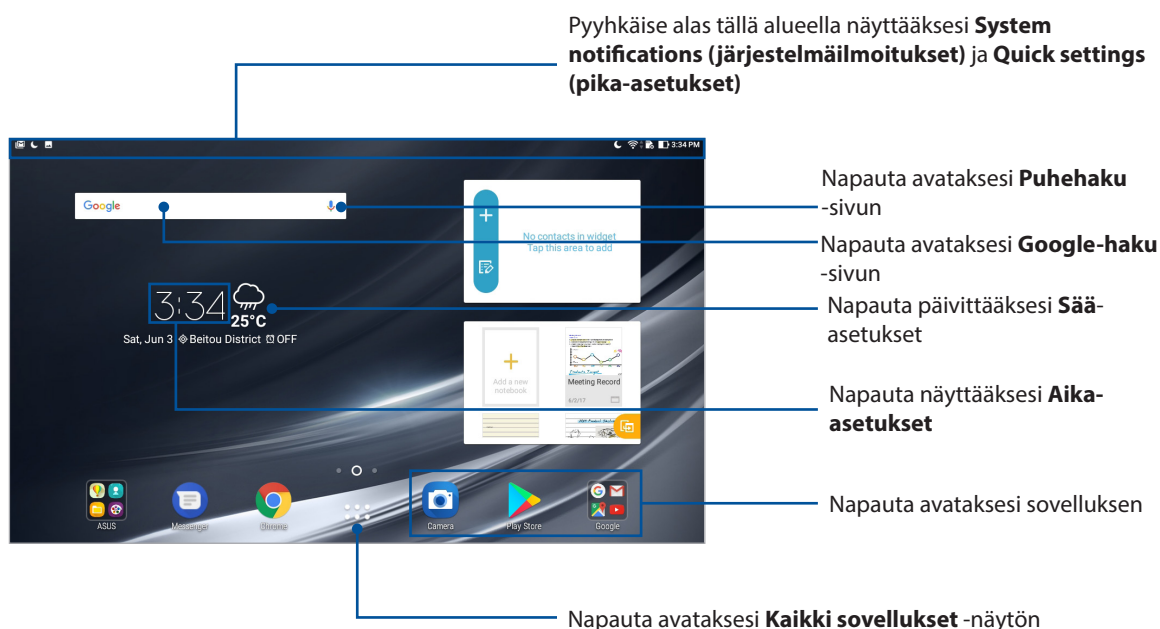 Pyyhkäise alas tällä alueella näyttääksesi System
notifications (järjestelmäilmoitukset) ja Quick settings
(pika-asetukset)
3:34 PM
Google
No contacts in widget
Tap this area to add
Napauta avataksesi Puhehaku
-sivun
Napauta avataksesi Google-haku
-sivun
3:34
25°C
Sat, Jun 3 Beitou District OFF
Napauta päivittääksesi Sää-
asetukset
Add a new
notebook
Meeting Record
6/2/17
Napauta näyttääksesi Aika-
asetukset
ASUS
Messenger
Chrome
Camera
Play Store
Google
Napauta avataksesi sovelluksen
Napauta avataksesi Kaikki sovellukset -näytön